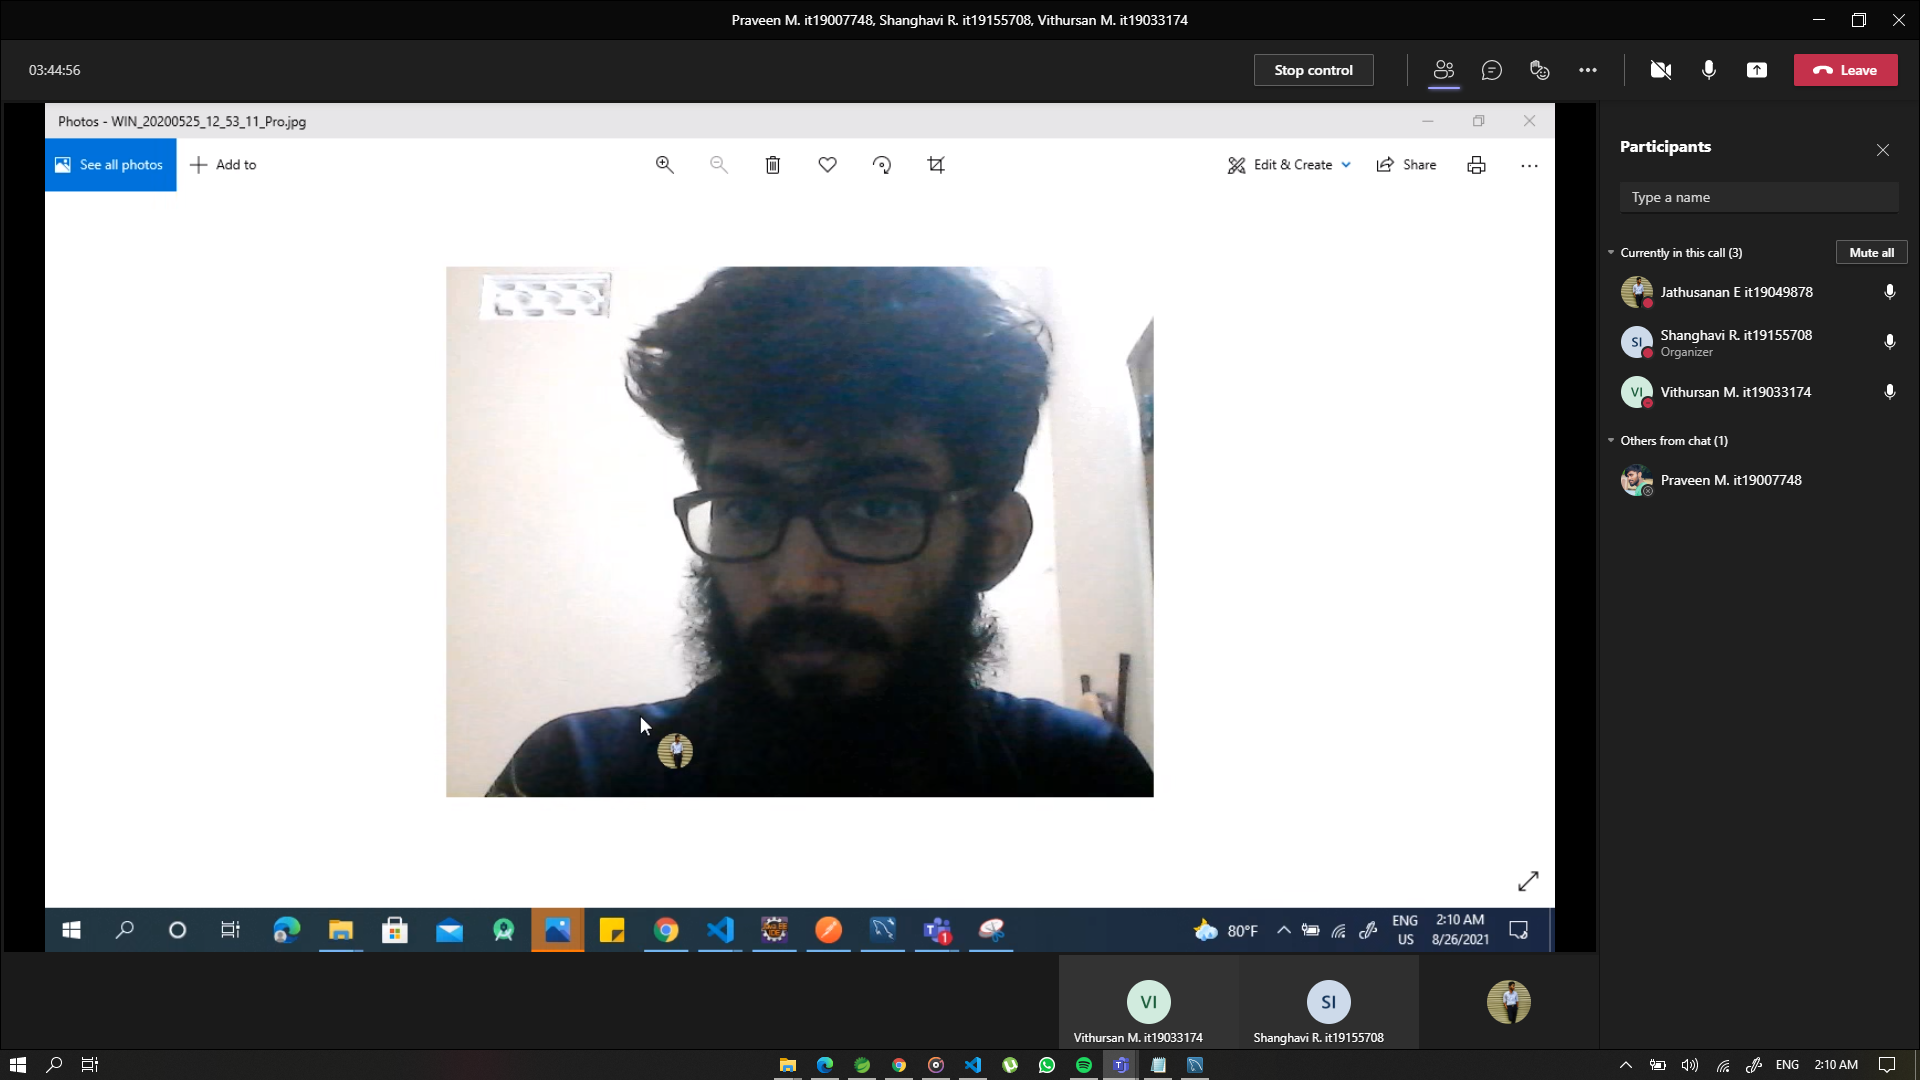 Praveen M. it19007748, Shanghavi R. it19155708, Vithursan M. it19033174
03:44:56
Stop control
Leave
Photos - WIN_20200525_12_53_11_Pro.jpg
See all photos
Add to
Edit & Create
Share
Participants
Type a name
Currently in this call (3)
Mute all
Jathusanan E it19049878
SI
Shanghavi R. it19155708
Organizer
VI
Vithursan M. it19033174
Others from chat (1)
Praveen M. it19007748
80°F
ENG
US
2:10 AM
8/26/2021
1
VI
Vithursan M. it19033174
SI
Shanghavi R. it19155708
ENG
2:10 AM